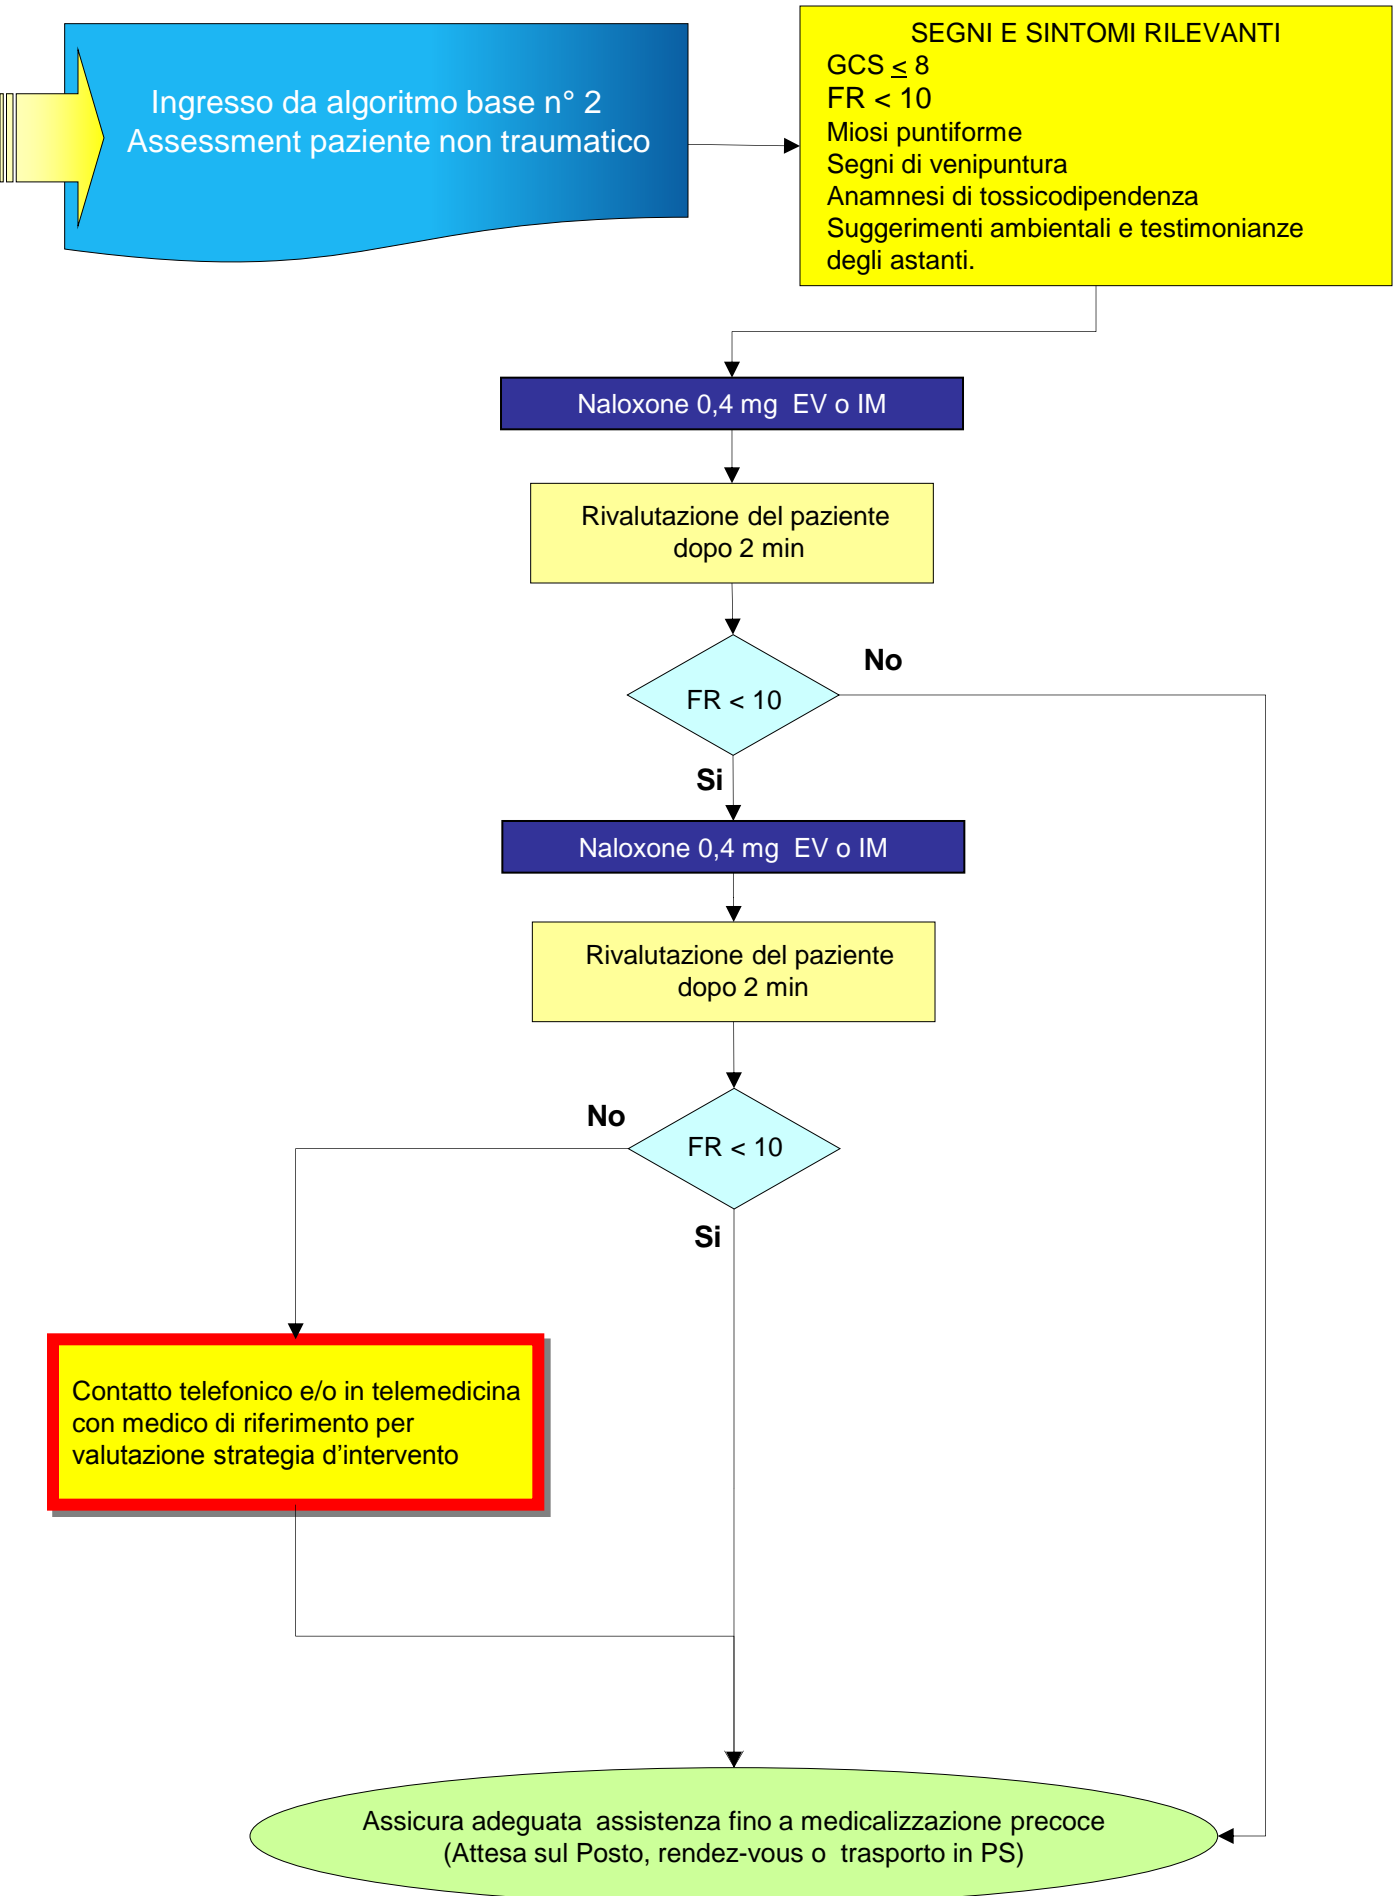 Ingresso da algoritmo base n° 2
Assessment paziente non traumatico
SEGNI E SINTOMI RILEVANTI
GCS ≤ 8
FR < 10
Miosi puntiforme
Segni di venipuntura
Anamnesi di tossicodipendenza
Suggerimenti ambientali e testimonianze
degli astanti.
Naloxone 0,4 mg  EV o IM
Rivalutazione del paziente
dopo 2 min
FR < 10
No
Si
Naloxone 0,4 mg  EV o IM
Rivalutazione del paziente
dopo 2 min
No
FR < 10
Si
Contatto telefonico e/o in telemedicina
con medico di riferimento per
valutazione strategia d’intervento
Assicura adeguata  assistenza fino a medicalizzazione precoce
(Attesa sul Posto, rendez-vous o  trasporto in PS)